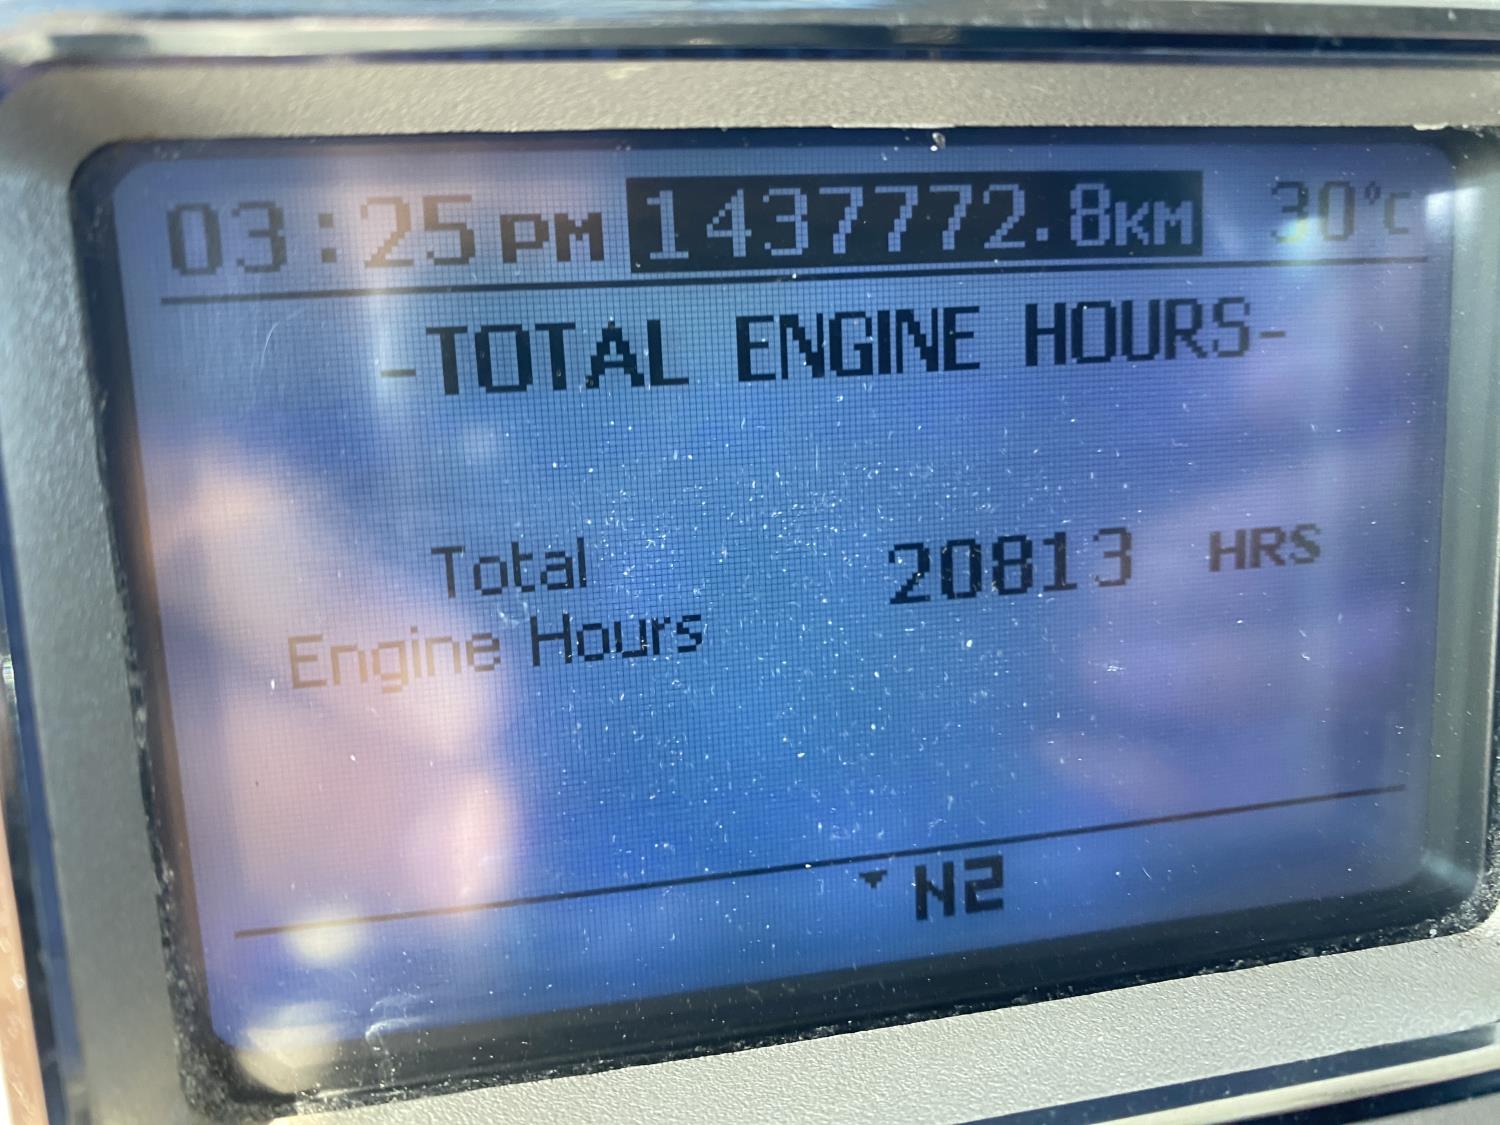 03:25PM 1437772.8KM 30°C
-TOTAL ENGINE HOURS-
Total 20813 HRS
Engine Hours
N2